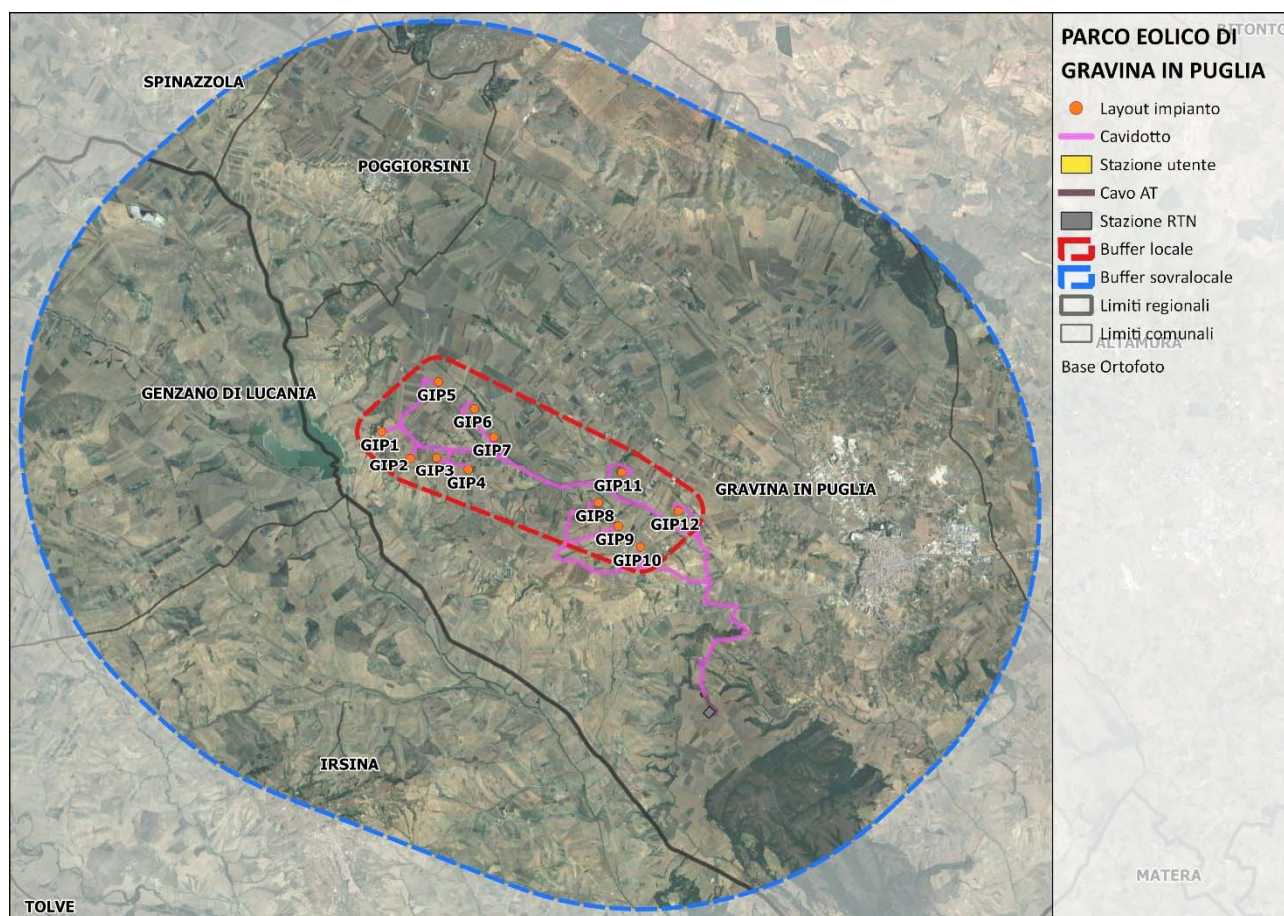 PARCO EOLICO DI
GRAVINA IN PUGLIA
Layout impianto
Cavidotto
Stazione utente
Cavo AT
Stazione RTN
Buffer locale
Buffer sovralocale
Limiti regionali
Limiti comunali
Base Ortofoto
BITONTO
SPINAZZOLA
POGGIORSINI
ALTAMURA
GENZANO DI LUCANIA
GIP5
GIP6
GIP1
GIP7
GIP2
GIP3
GIP4
GIP11
GRAVINA IN PUGLIA
GIP8
GIP12
GIP9
GIP10
IRSINA
MATERA
TOLVE